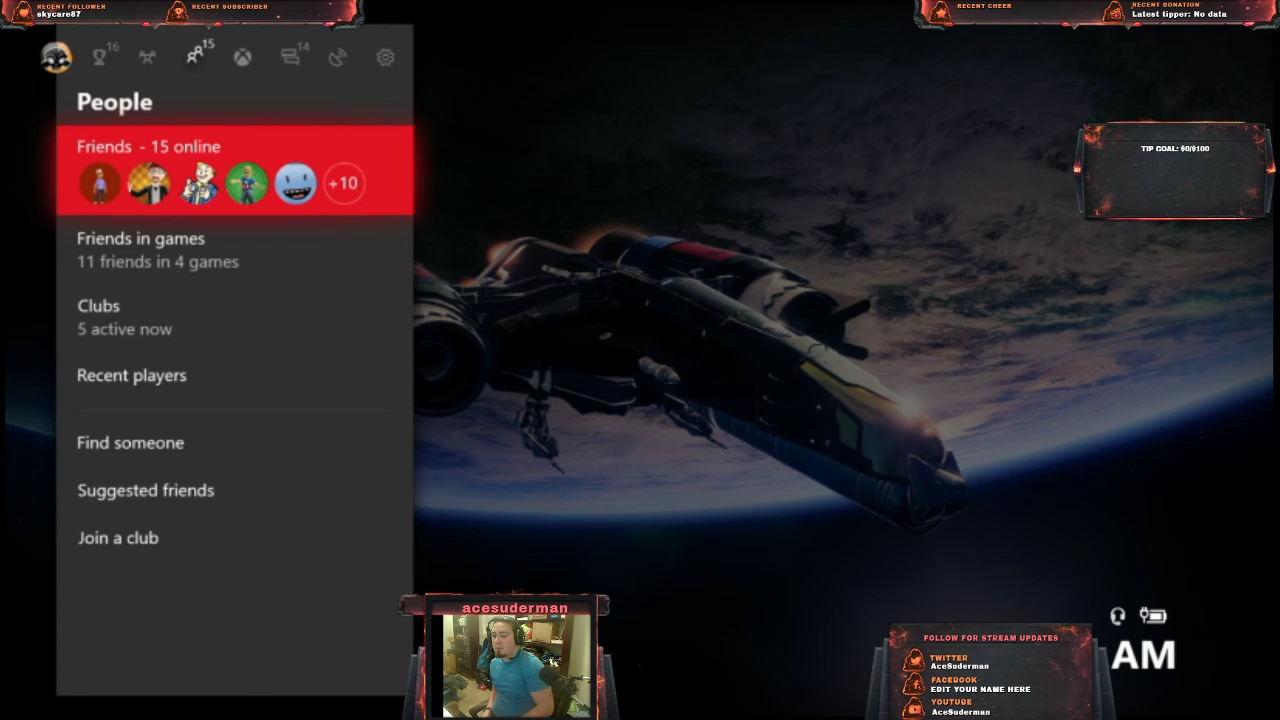 RECENT FOLLOWER
skycare87
RECENT SUBSCRIBER
RECENT CHEER
RECENT DONATION
Latest tipper: No data
16
15
14
People
Friends - 15 online
+10
Friends in games
11 friends in 4 games
Clubs
5 active now
Recent players
Find someone
Suggested friends
Join a club
TIP GOAL: $0/$100
acesuderman
FOLLOW FOR STREAM UPDATES
TWITTER
AceSuderman
FACEBOOK
EDIT YOUR NAME HERE
YOUTUBE
AceSuderman
AM